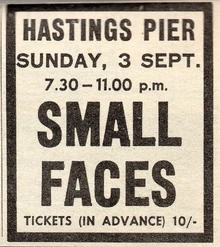 HASTINGS PIER
SUNDAY, 3 SEPT.
7.30 – 11.00 p.m.
SMALL
FACES
TICKETS (IN ADVANCE) 10/-